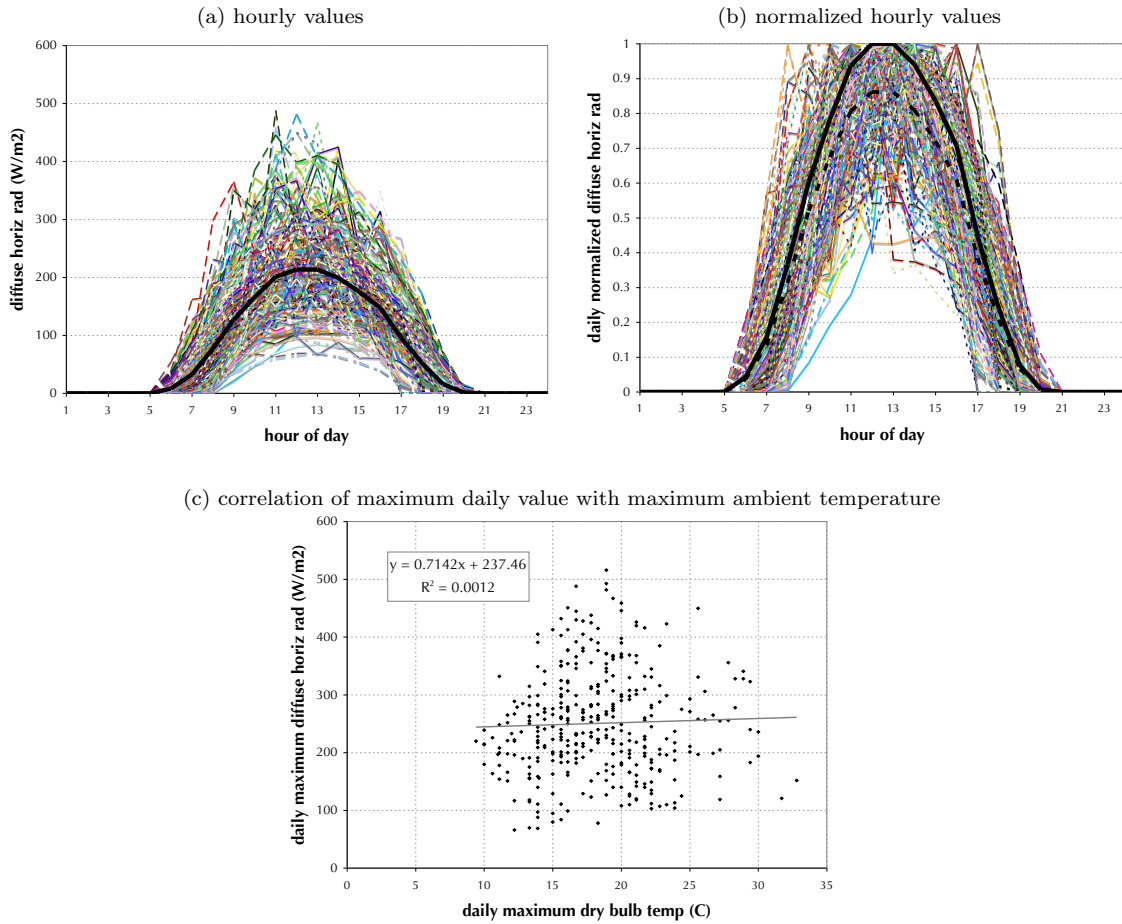 (a) hourly values
600
500
400
300
200
100
0
diffuse horiz rad (W/m2)
1 3 5 7 9 11 13 15 17 19 21 23
hour of day
(b) normalized hourly values
1
0.9
0.8
0.7
0.6
0.5
0.4
0.3
0.2
0.1
0
daily normalized diffuse horiz rad
1 3 5 7 9 11 13 15 17 19 21 23
hour of day
(c) correlation of maximum daily value with maximum ambient temperature
600
500
400
300
200
100
0
daily maximum diffuse horiz rad (W/m2)
y = 0.7142x + 237.46
R² = 0.0012
0 5 10 15 20 25 30 35
daily maximum dry bulb temp (C)